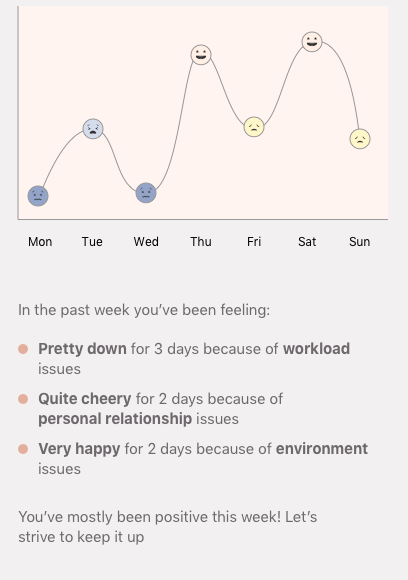 Mon Tue Wed Thu Fri Sat Sun
In the past week you’ve been feeling:
Pretty down for 3 days because of workload
issues
Quite cheery for 2 days because of
personal relationship issues
Very happy for 2 days because of environment
issues
You’ve mostly been positive this week! Let’s
strive to keep it up